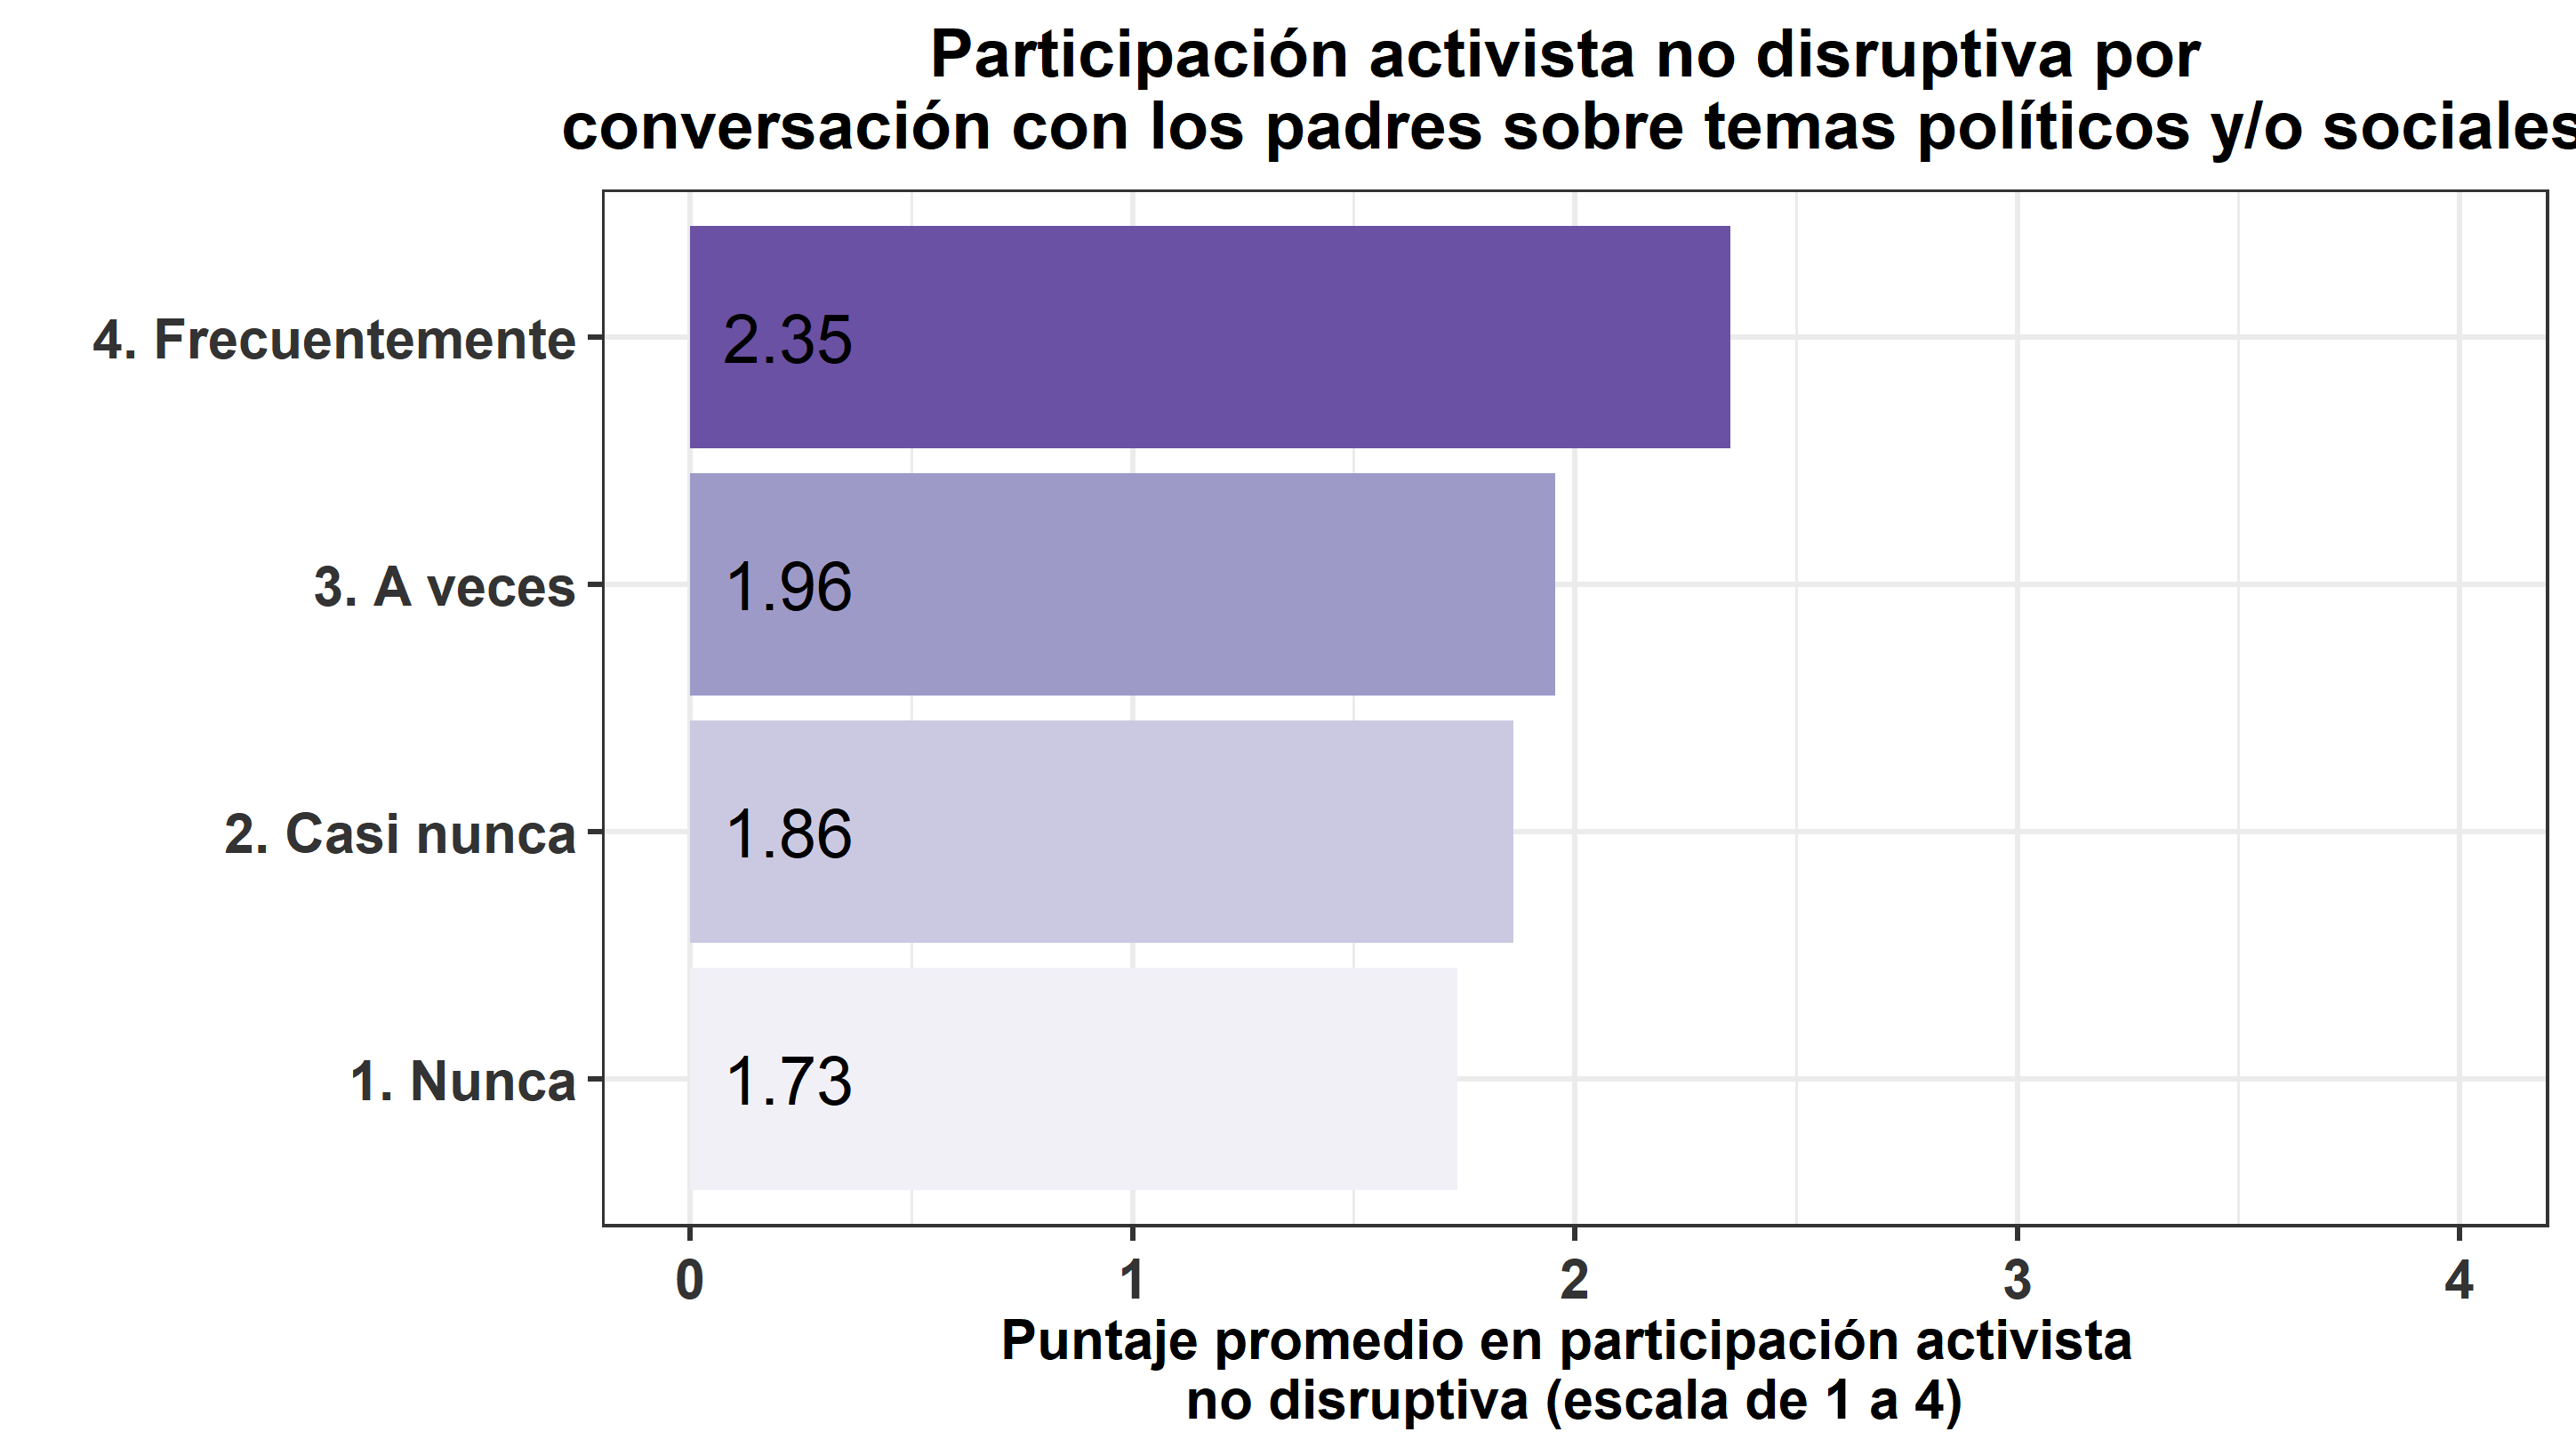 Participación activista no disruptiva por
conversación con los padres sobre temas políticos y/o sociales
4. Frecuentemente
2.35
3. A veces
1.96
2. Casi nunca
1.86
1. Nunca
1.73
0 1 2 3 4
Puntaje promedio en participación activista
no disruptiva (escala de 1 a 4)